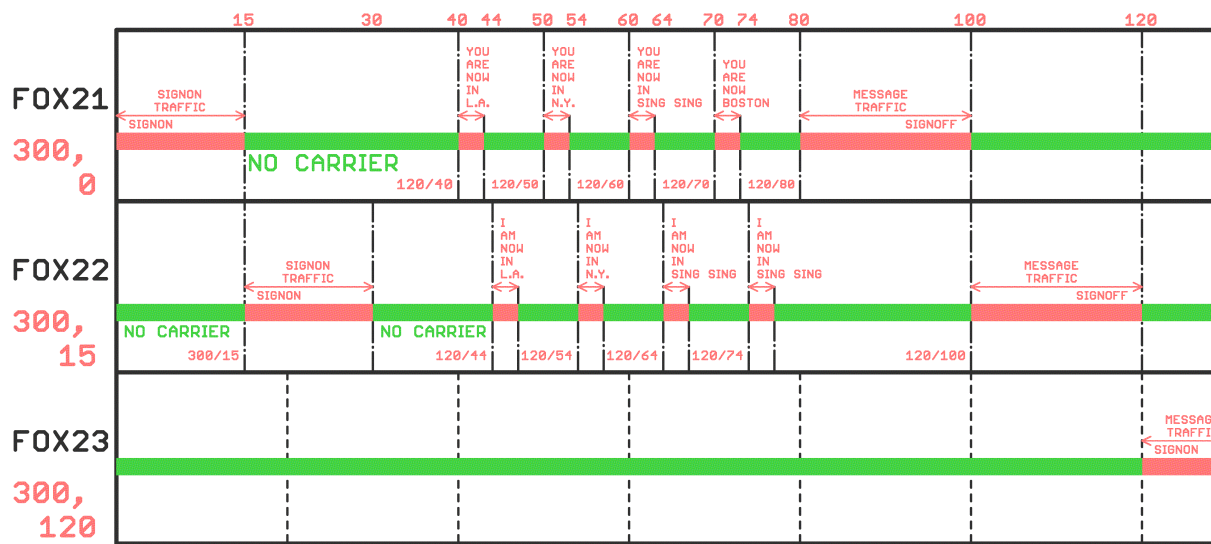 15 30 40 44 50 54 60 64 70 74 80 100 120
FOX21
300,
0
SIGNON
TRAFFIC
SIGNON
NO CARRIER
YOU
ARE
NOW
IN
L.A.
YOU
ARE
NOW
IN
N.Y.
YOU
ARE
NOW
IN
SING SING
YOU
ARE
NOW
BOSTON
MESSAGE
TRAFFIC
SIGNOFF
120/40 120/50 120/60 120/70 120/80
FOX22
300,
15
NO CARRIER
300/15
SIGNON
TRAFFIC
SIGNON
NO CARRIER
I
AM
NOW
IN
L.A.
I
AM
NOW
IN
N.Y.
I
AM
NOW
IN
SING SING
I
AM
NOW
IN
SING SING
MESSAGE
TRAFFIC
SIGNOFF
120/44 120/54 120/64 120/74 120/100
FOX23
300,
120
MESSAG
TRAFFI
SIGNON